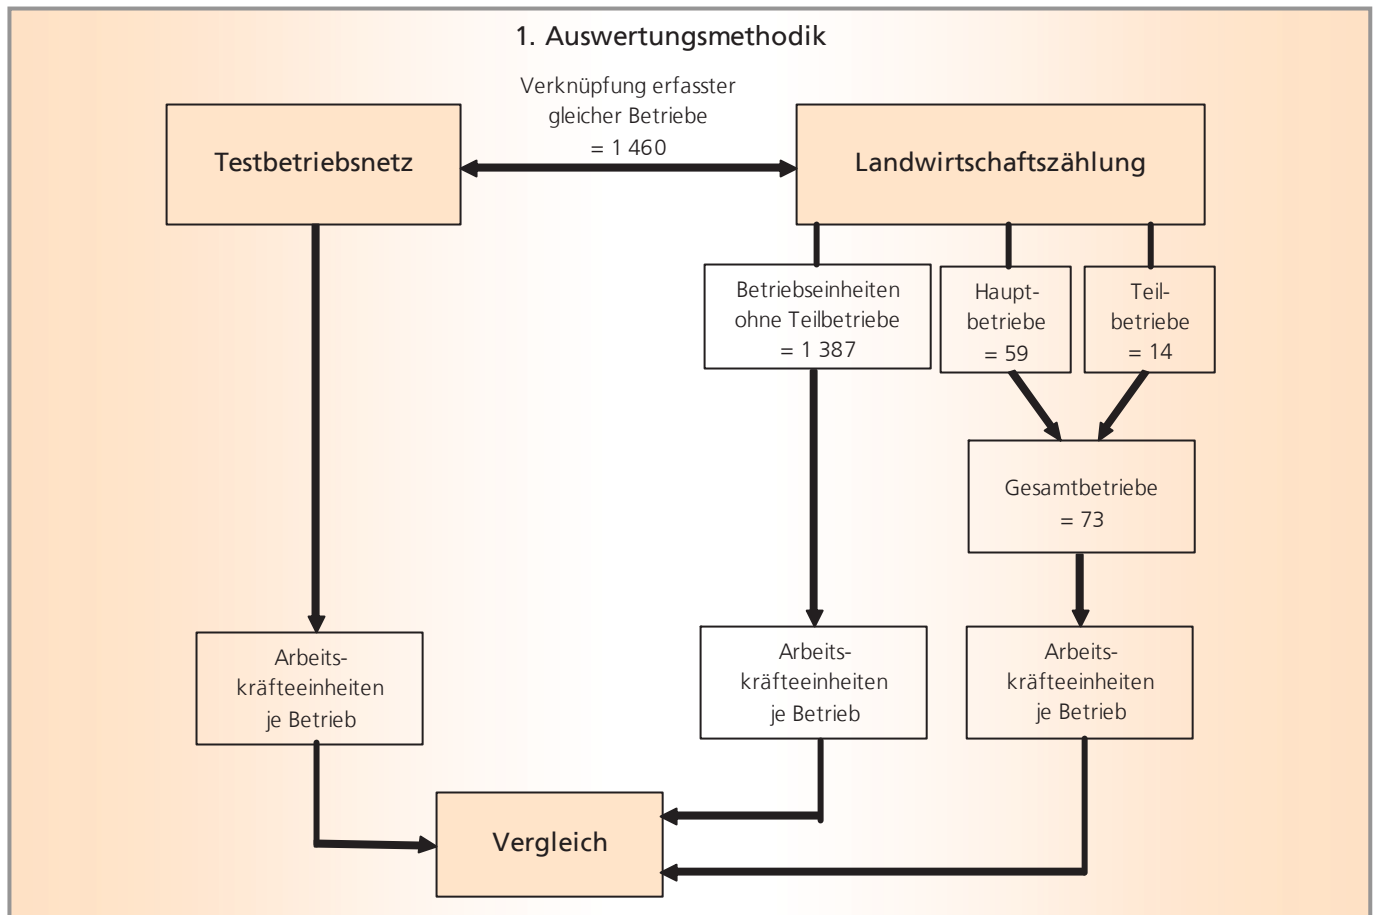 1. Auswertungsmethodik
Verknüpfung erfasster
gleicher Betriebe
= 1 460
Testbetriebsnetz
Landwirtschaftszählung
Betriebseinheiten
ohne Teilbetriebe
= 1 387
Haupt-
betriebe
= 59
Teil-
betriebe
= 14
Gesamtbetriebe
= 73
Arbeits-
kräfteeinheiten
je Betrieb
Arbeits-
kräfteeinheiten
je Betrieb
Arbeits-
kräfteeinheiten
je Betrieb
Vergleich